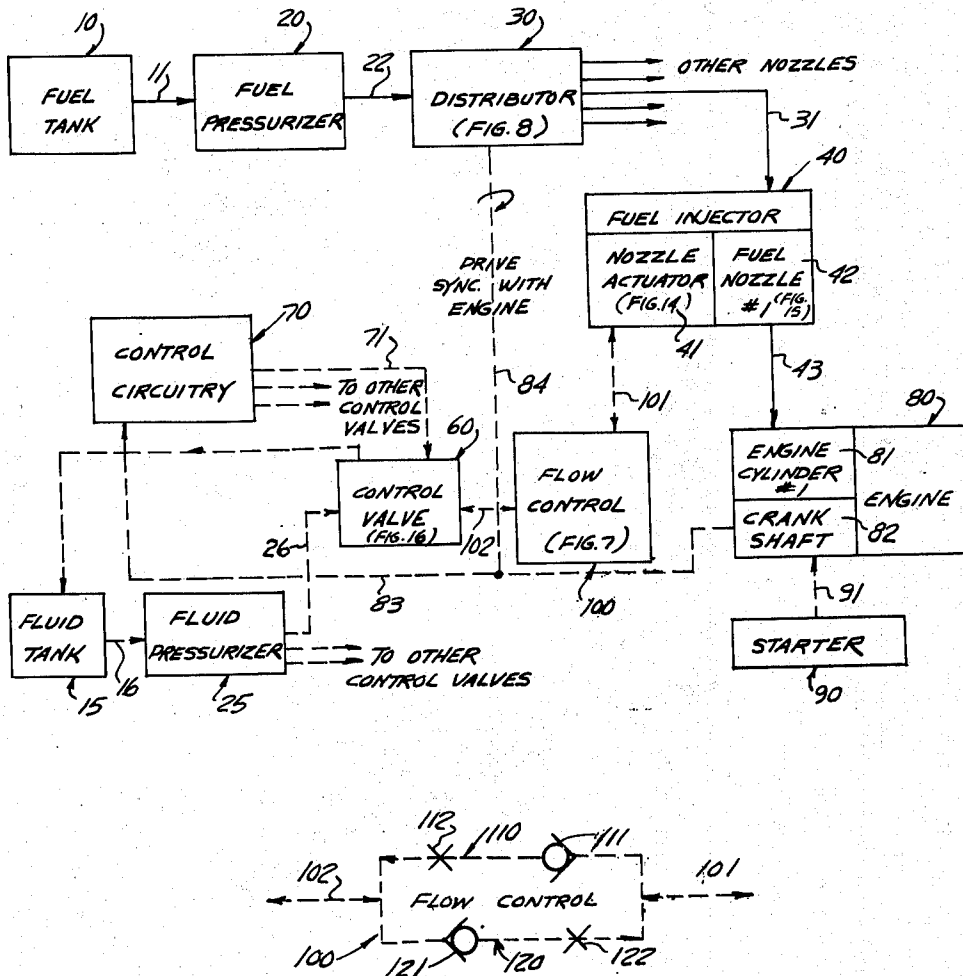 10
20
30
FUEL
TANK
11
FUEL
PRESSURIZER
22
DISTRIBUTOR
(FIG. 8)
OTHER NOZZLES
31
40
FUEL INJECTOR
NOZZLE
ACTUATOR
(FIG.14)
41
FUEL
NOZZLE
#1 (FIG. 15)
42
DRIVE
SYNC. WITH
ENGINE
84
70
CONTROL
CIRCUITRY
71
TO OTHER
CONTROL
VALVES
60
CONTROL
VALVE
(FIG.16)
26
102
101
FLOW
CONTROL
(FIG.7)
100
43
80
ENGINE
CYLINDER
#1
81
ENGINE
CRANK
SHAFT
82
83
91
STARTER
90
FLUID
TANK
15
16
FLUID
PRESSURIZER
25
TO OTHER
CONTROL VALVES
112
1110
111
102
FLOW CONTROL
101
100
121
120
122